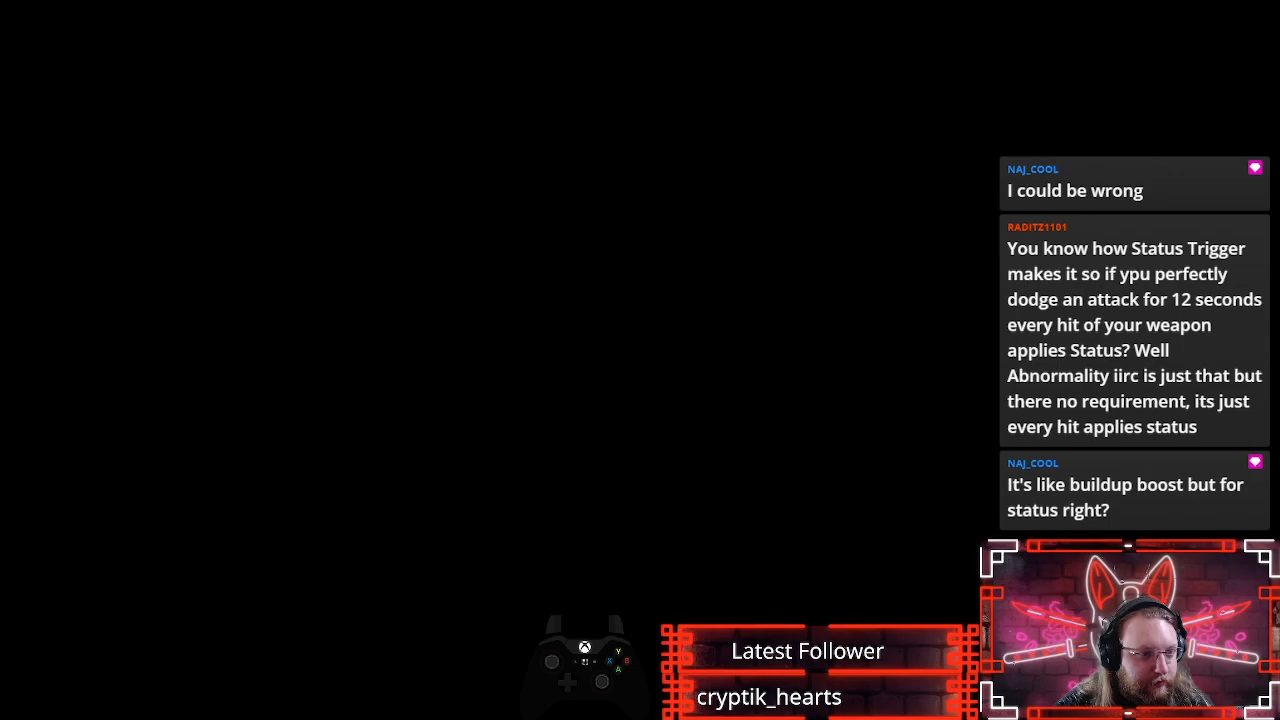 NAJ_COOL
I could be wrong
RADITZ1101
You know how Status Trigger
makes it so if ypu perfectly
dodge an attack for 12 seconds
every hit of your weapon
applies Status? Well
Abnormality iirc is just that but
there no requirement, its just
every hit applies status
NAJ_COOL
It's like buildup boost but for
status right?
Y
X B
A
Latest Follower
cryptik_hearts